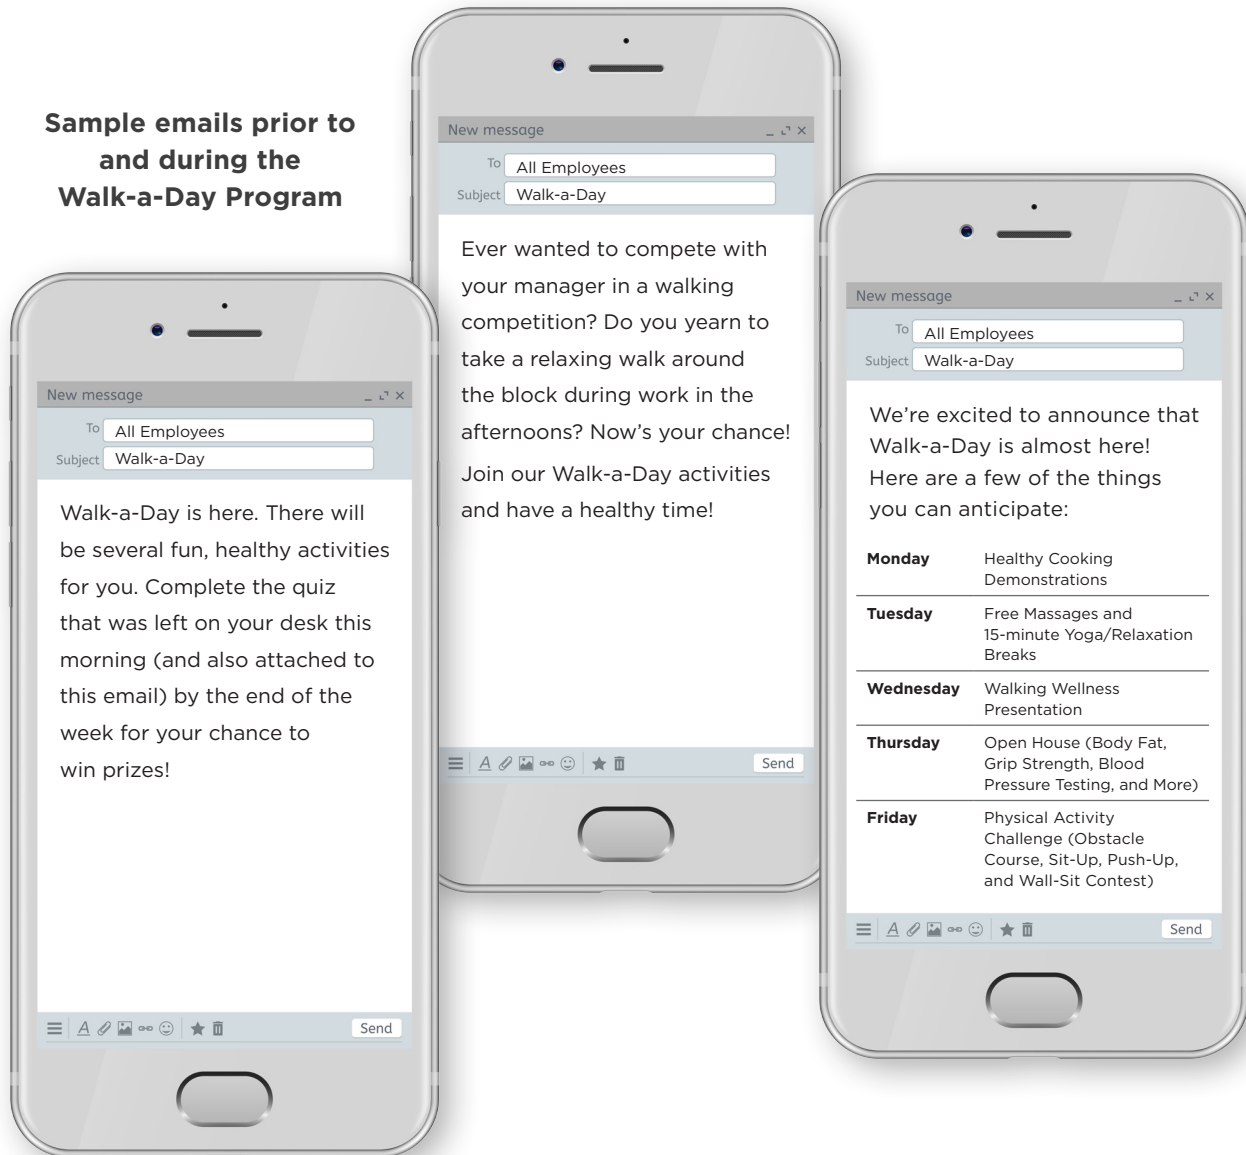 Sample emails prior to
and during the
Walk-a-Day Program
New message
To All Employees
Subject Walk-a-Day
Walk-a-Day is here. There will
be several fun, healthy activities
for you. Complete the quiz
that was left on your desk this
morning (and also attached to
this email) by the end of the
week for your chance to
win prizes!
A
Send
New message
To All Employees
Subject Walk-a-Day
Ever wanted to compete with
your manager in a walking
competition? Do you yearn to
take a relaxing walk around
the block during work in the
afternoons? Now’s your chance!
Join our Walk-a-Day activities
and have a healthy time!
A
Send
New message
To All Employees
Subject Walk-a-Day
We’re excited to announce that
Walk-a-Day is almost here!
Here are a few of the things
you can anticipate:
Monday Healthy Cooking
Demonstrations
Tuesday Free Massages and
15-minute Yoga/Relaxation
Breaks
Wednesday Walking Wellness
Presentation
Thursday Open House (Body Fat,
Grip Strength, Blood
Pressure Testing, and More)
Friday Physical Activity
Challenge (Obstacle
Course, Sit-Up, Push-Up,
and Wall-Sit Contest)
A
Send